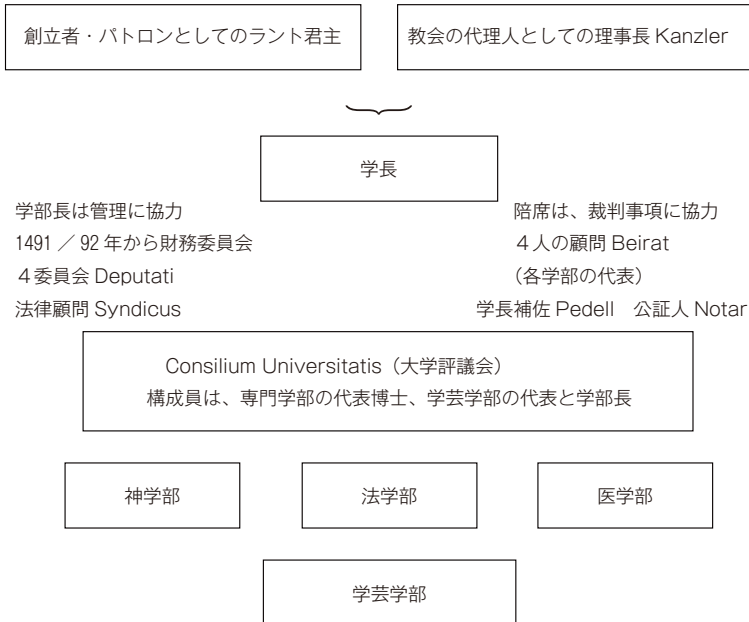 創立者・パトロンとしてのラント君主
教会の代理人としての理事長 Kanzler
学長
学部長は管理に協力
1491 ／ 92 年から財務委員会
４委員会 Deputati
法律顧問 Syndicus
陪席は、裁判事項に協力
４人の顧問 Beirat
（各学部の代表）
学長補佐 Pedell　公証人 Notar
Consilium Universitatis（大学評議会）
構成員は、専門学部の代表博士、学芸学部の代表と学部長
神学部
法学部
医学部
学芸学部